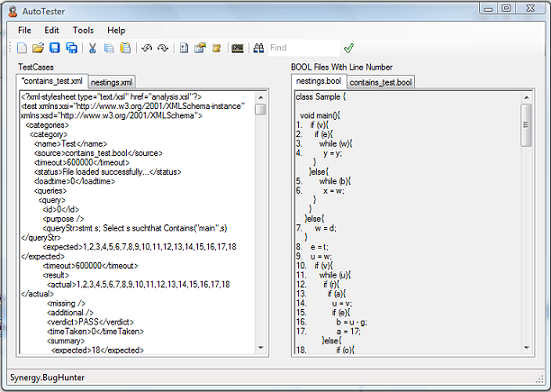 AutoTester
File Edit Tools Help
Find
TestCases
*contains_test.xml nestings.xml
<?xml-stylesheet type="text/xsl" href="analysis.xsl"?>
<test xmlns:xsi="http://www.w3.org/2001/XMLSchema-instance"
xmlns:xsd="http://www.w3.org/2001/XMLSchema">
<categories>
<category>
<name>Test</name>
<source>contains_test.bool</source>
<timeout>600000</timeout>
<status>File loaded successfully...</status>
<loadtime>0</loadtime>
<queries>
<query>
<id>0</id>
<purpose />
<queryStr>stmt s; Select s suchthat Contains("main",s)
</queryStr>
<expected>1,2,3,4,5,6,7,8,9,10,11,12,13,14,15,16,17,18
</expected>
<timeout>600000</timeout>
<result>
<actual>1,2,3,4,5,6,7,8,9,10,11,12,13,14,15,16,17,18
</actual>
<missing />
<additional />
<verdict>PASS</verdict>
<timeTaken>0</timeTaken>
<summary>
<expected>18</expected>
BOOL Files With Line Number
nestings.bool contains_test.bool
class Sample {
void main(){
1. if (v){
2. if (e){
3. while (w){
4. y = y;
}
}else{
5. while (b){
6. x = w;
}
}
}else{
7. w = d;
}
8. e = t;
9. u = w;
10. if (v){
11. while (u){
12. if (r){
13. if (a){
14. u = v;
15. if (e){
16. b = u - g;
17. a = 17;
}else{
18. if (o){
Synergy.BugHunter